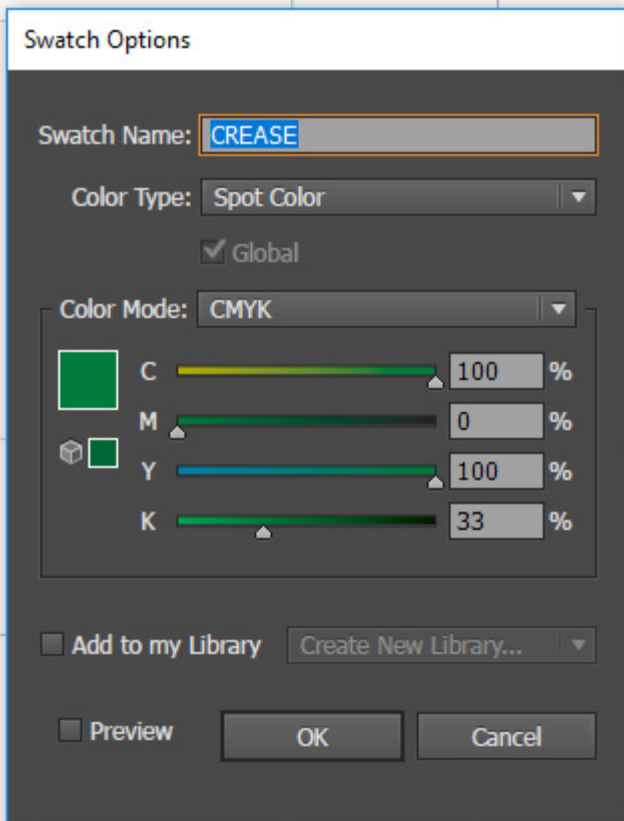 Swatch Options
Swatch Name: CREASE
Color Type: Spot Color
Global
Color Mode: CMYK
C 100 %
M 0 %
Y 100 %
K 33 %
Add to my Library Create New Library...
Preview OK Cancel